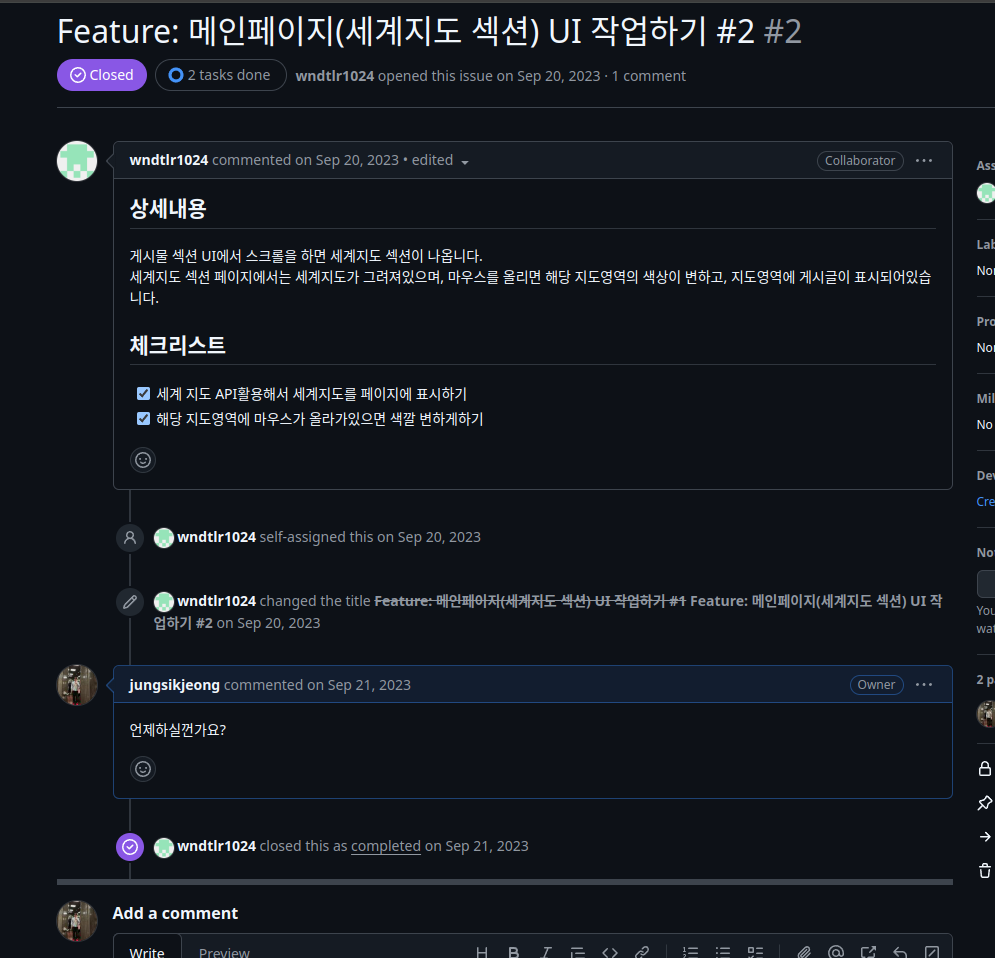 Feature: 메인페이지(세계지도 섹션) UI 작업하기 #2 #2
Closed
2 tasks done
wndtlr1024 opened this issue on Sep 20, 2023 · 1 comment
wndtlr1024 commented on Sep 20, 2023 • edited
Collaborator
상세내용
게시물 섹션 UI에서 스크롤을 하면 세계지도 섹션이 나옵니다.
세계지도 섹션 페이지에서는 세계지도가 그려져있으며, 마우스를 올리면 해당 지도영역의 색상이 변하고, 지도영역에 게시글이 표시되어있습
니다.
체크리스트
세계 지도 API활용해서 세계지도를 페이지에 표시하기
해당 지도영역에 마우스가 올라가있으면 색깔 변하게하기
wndtlr1024 self-assigned this on Sep 20, 2023
wndtlr1024 changed the title Feature: 메인페이지(세계지도 섹션) UI 작업하기 #1 Feature: 메인페이지(세계지도 섹션) UI 작
업하기 #2 on Sep 20, 2023
jungsikjeong commented on Sep 21, 2023
Owner
언제하실껀가요?
wndtlr1024 closed this as completed on Sep 21, 2023
Add a comment
Write
Preview
Ass
Lab
Nor
Pro
Nor
Mil
No
Dev
Cre
Not
You
wat
2 p